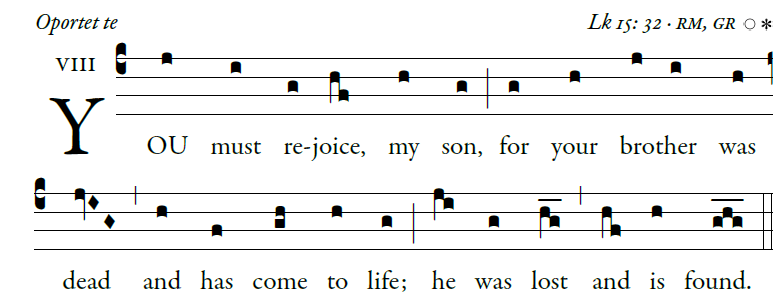 Oportet te
Lk 15: 32 · RM, GR
VIII
YOU must re-joice, my son, for your brother was
dead and has come to life; he was lost and is found.